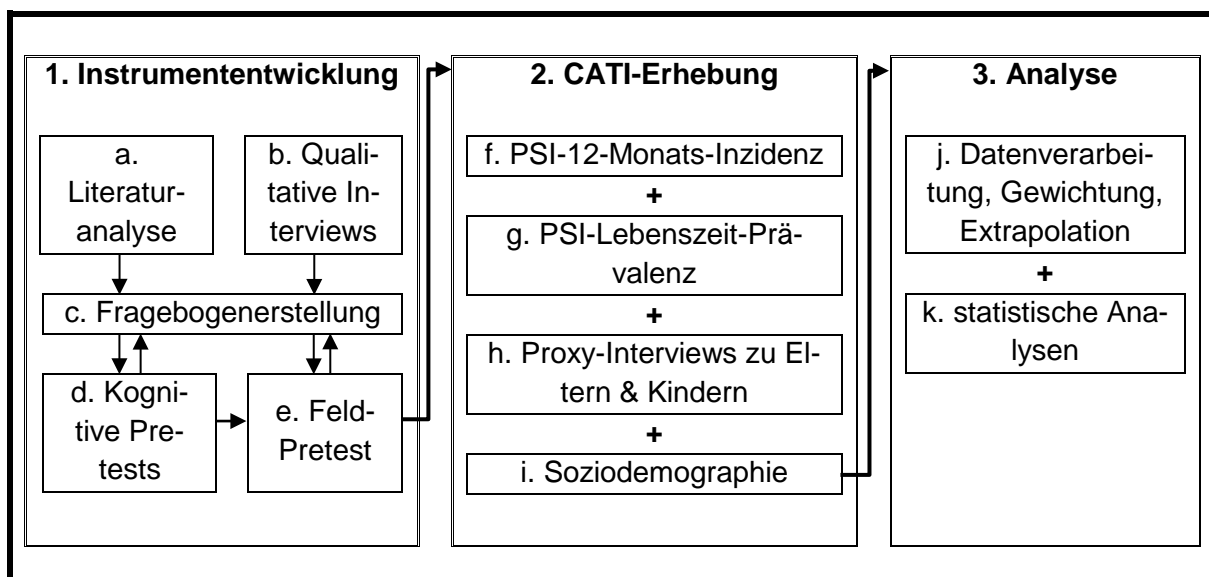 1. Instrumententwicklung
a.
Literatur-
analyse
b. Quali-
tative In-
terviews
c. Fragebogenerstellung
d. Kogni-
tive Pre-
tests
e. Feld-
Pretest
2. CATI-Erhebung
f. PSI-12-Monats-Inzidenz
+
g. PSI-Lebenszeit-Prä-
valenz
+
h. Proxy-Interviews zu El-
tern & Kindern
+
i. Soziodemographie
3. Analyse
j. Datenverarbei-
tung, Gewichtung,
Extrapolation
+
k. statistische Ana-
lysen